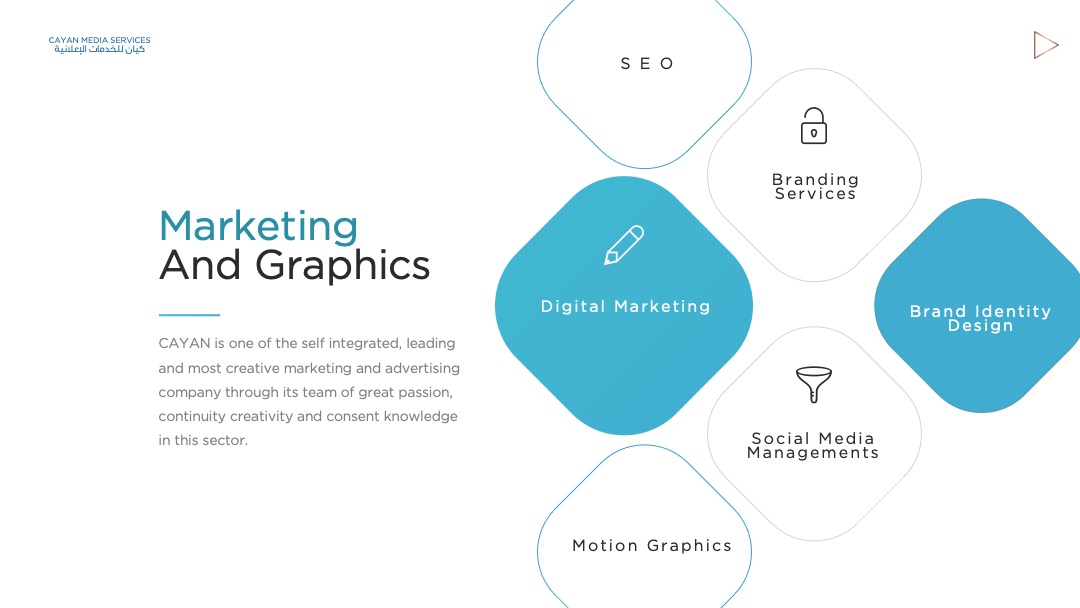 CAYAN MEDIA SERVICES
كيان للخدمات الإعلانية
Marketing
And Graphics
CAYAN is one of the self integrated, leading
and most creative marketing and advertising
company through its team of great passion,
continuity creativity and consent knowledge
in this sector.
SEO
Branding
Services
Digital Marketing
Brand Identity
Design
Social Media
Managements
Motion Graphics